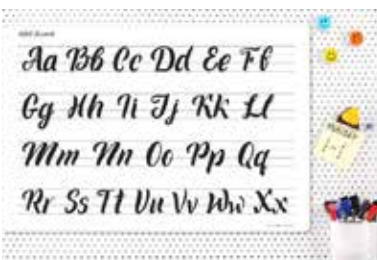 Aa Bb Cc Dd Ee Ff
Gg Hh Ii Jj Kk Ll
Mm Nn Oo Pp Qq
Rr Ss Tt Uu Vv Ww Xx